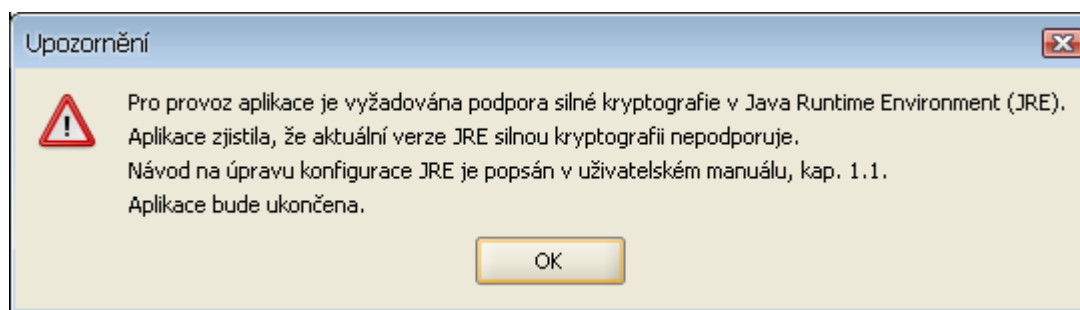 Upozornění
Pro provoz aplikace je vyžadována podpora silné kryptografie v Java Runtime Environment (JRE).
Aplikace zjistila, že aktuální verze JRE silnou kryptografii nepodporuje.
Návod na úpravu konfigurace JRE je popsán v uživatelském manuálu, kap. 1.1.
Aplikace bude ukončena.
OK